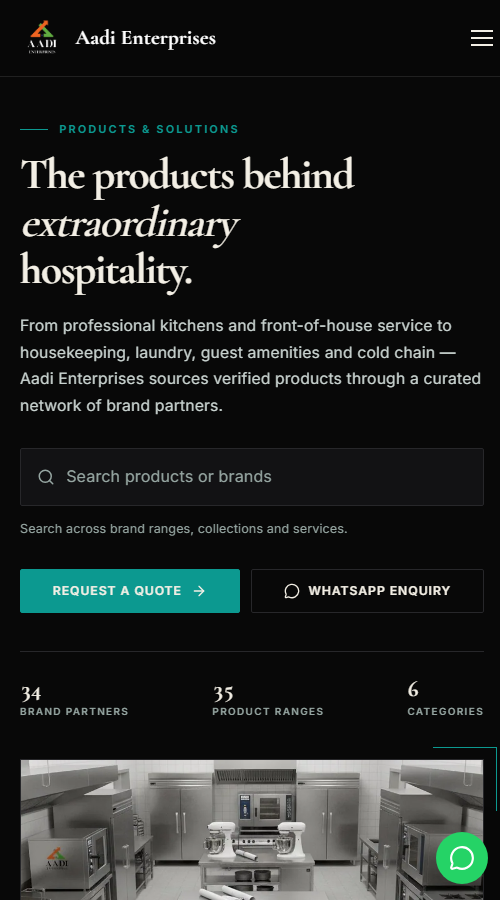 AADI
ENTERPRISES
Aadi Enterprises
PRODUCTS & SOLUTIONS
The products behind
extraordinary
hospitality.
From professional kitchens and front-of-house service to
housekeeping, laundry, guest amenities and cold chain —
Aadi Enterprises sources verified products through a curated
network of brand partners.
Search products or brands
Search across brand ranges, collections and services.
REQUEST A QUOTE
WHATSAPP ENQUIRY
34
BRAND PARTNERS
35
PRODUCT RANGES
6
CATEGORIES
AADI